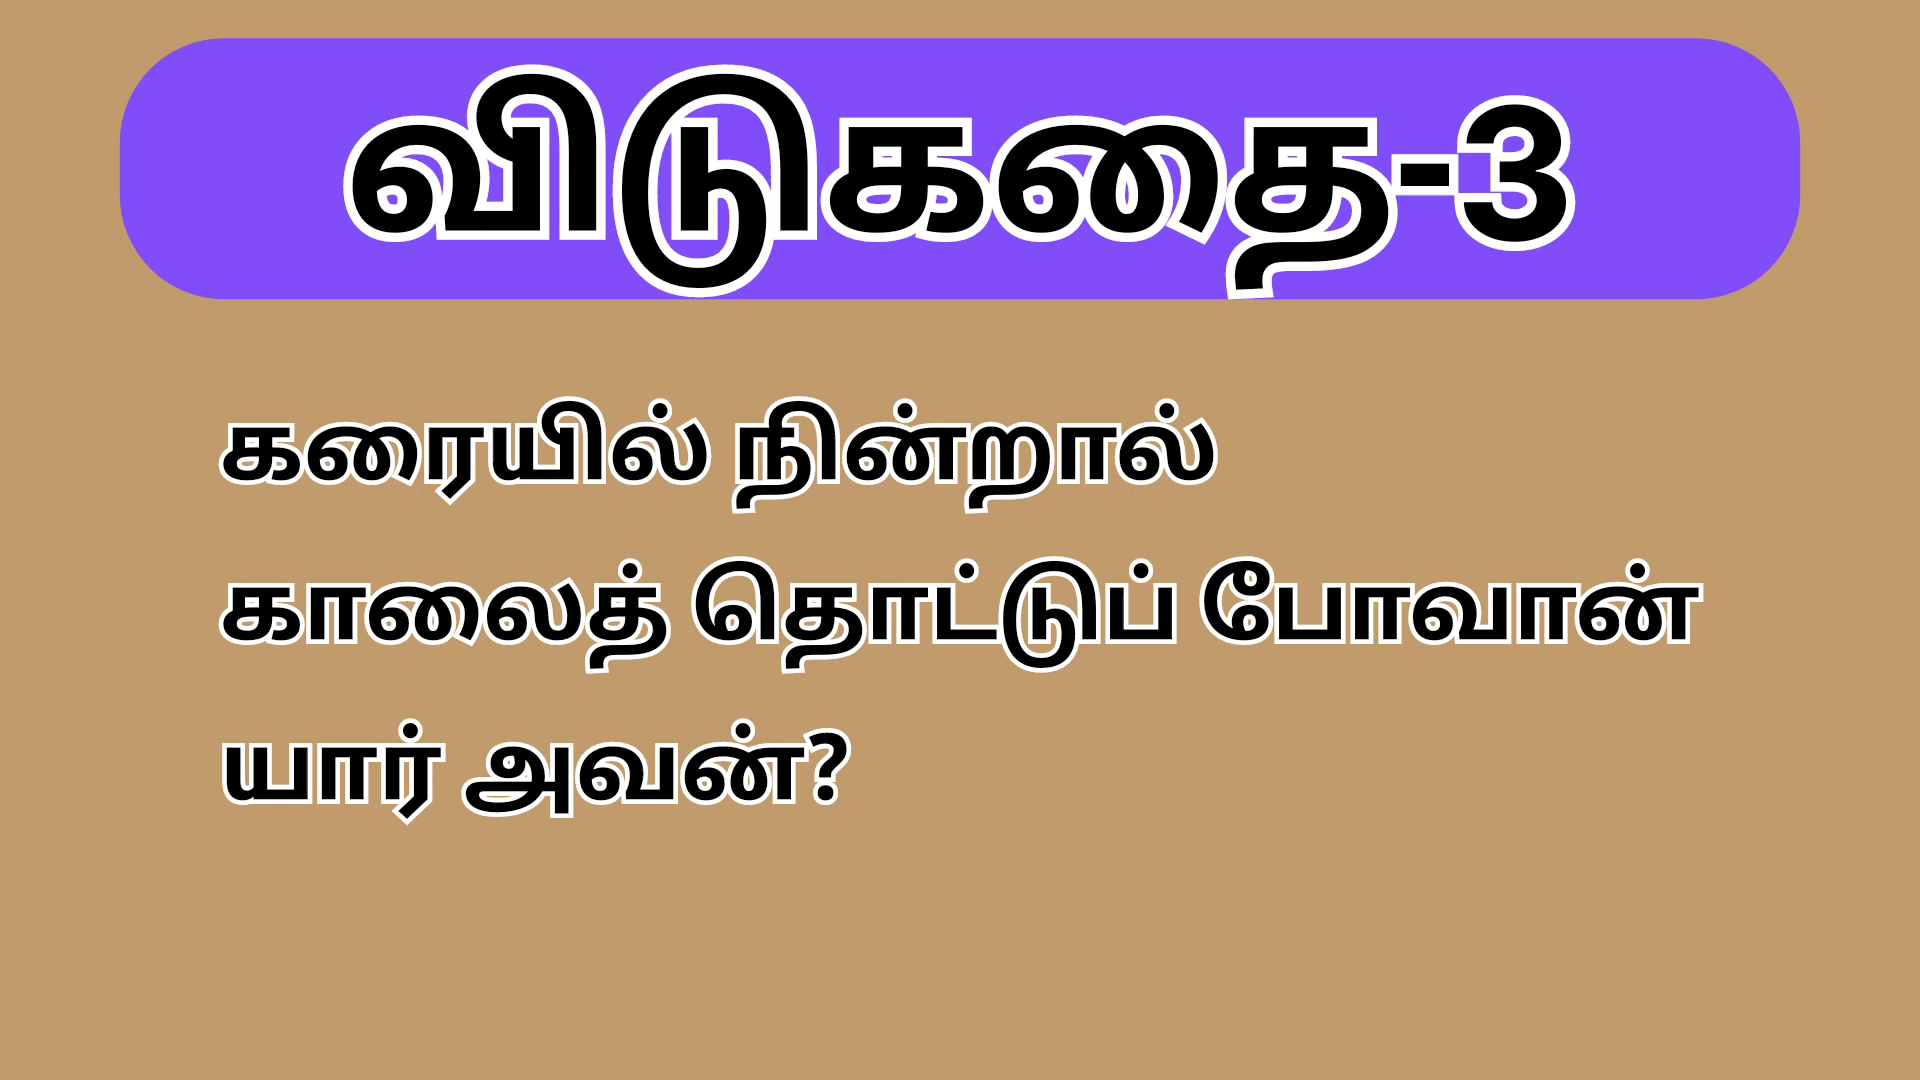 விடுகதை-3
கரையில் நின்றால்
காலைத் தொட்டுப் போவான்
யார் அவன்?